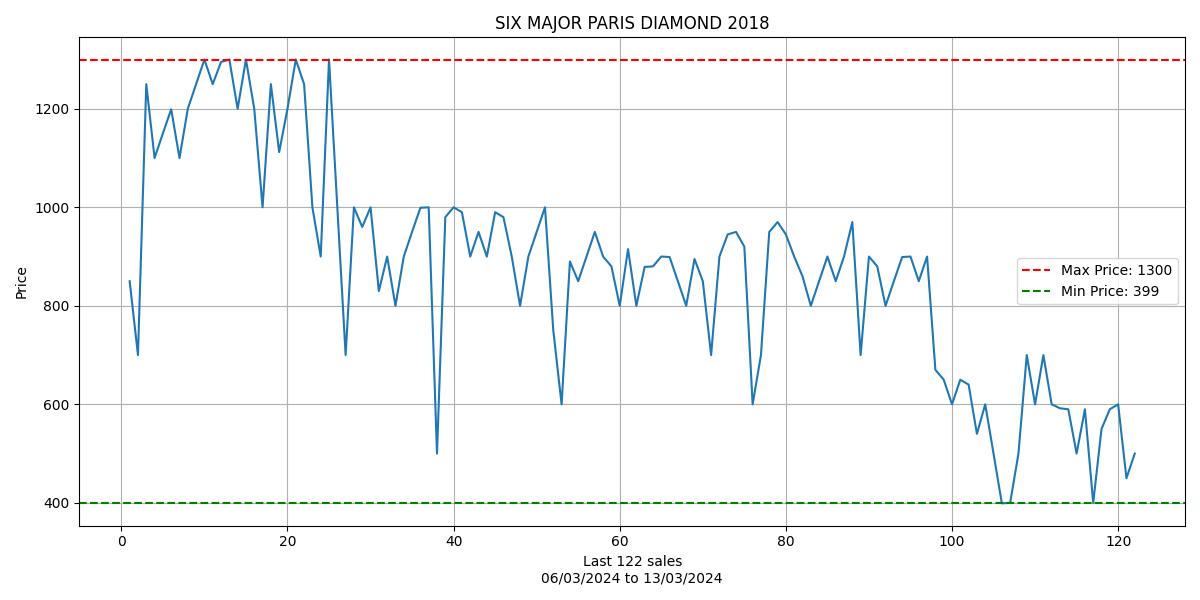 SIX MAJOR PARIS DIAMOND 2018
Price
1200
1000
800
600
400
Max Price: 1300
Min Price: 399
0 20 40 60 80 100 120
Last 122 sales
06/03/2024 to 13/03/2024